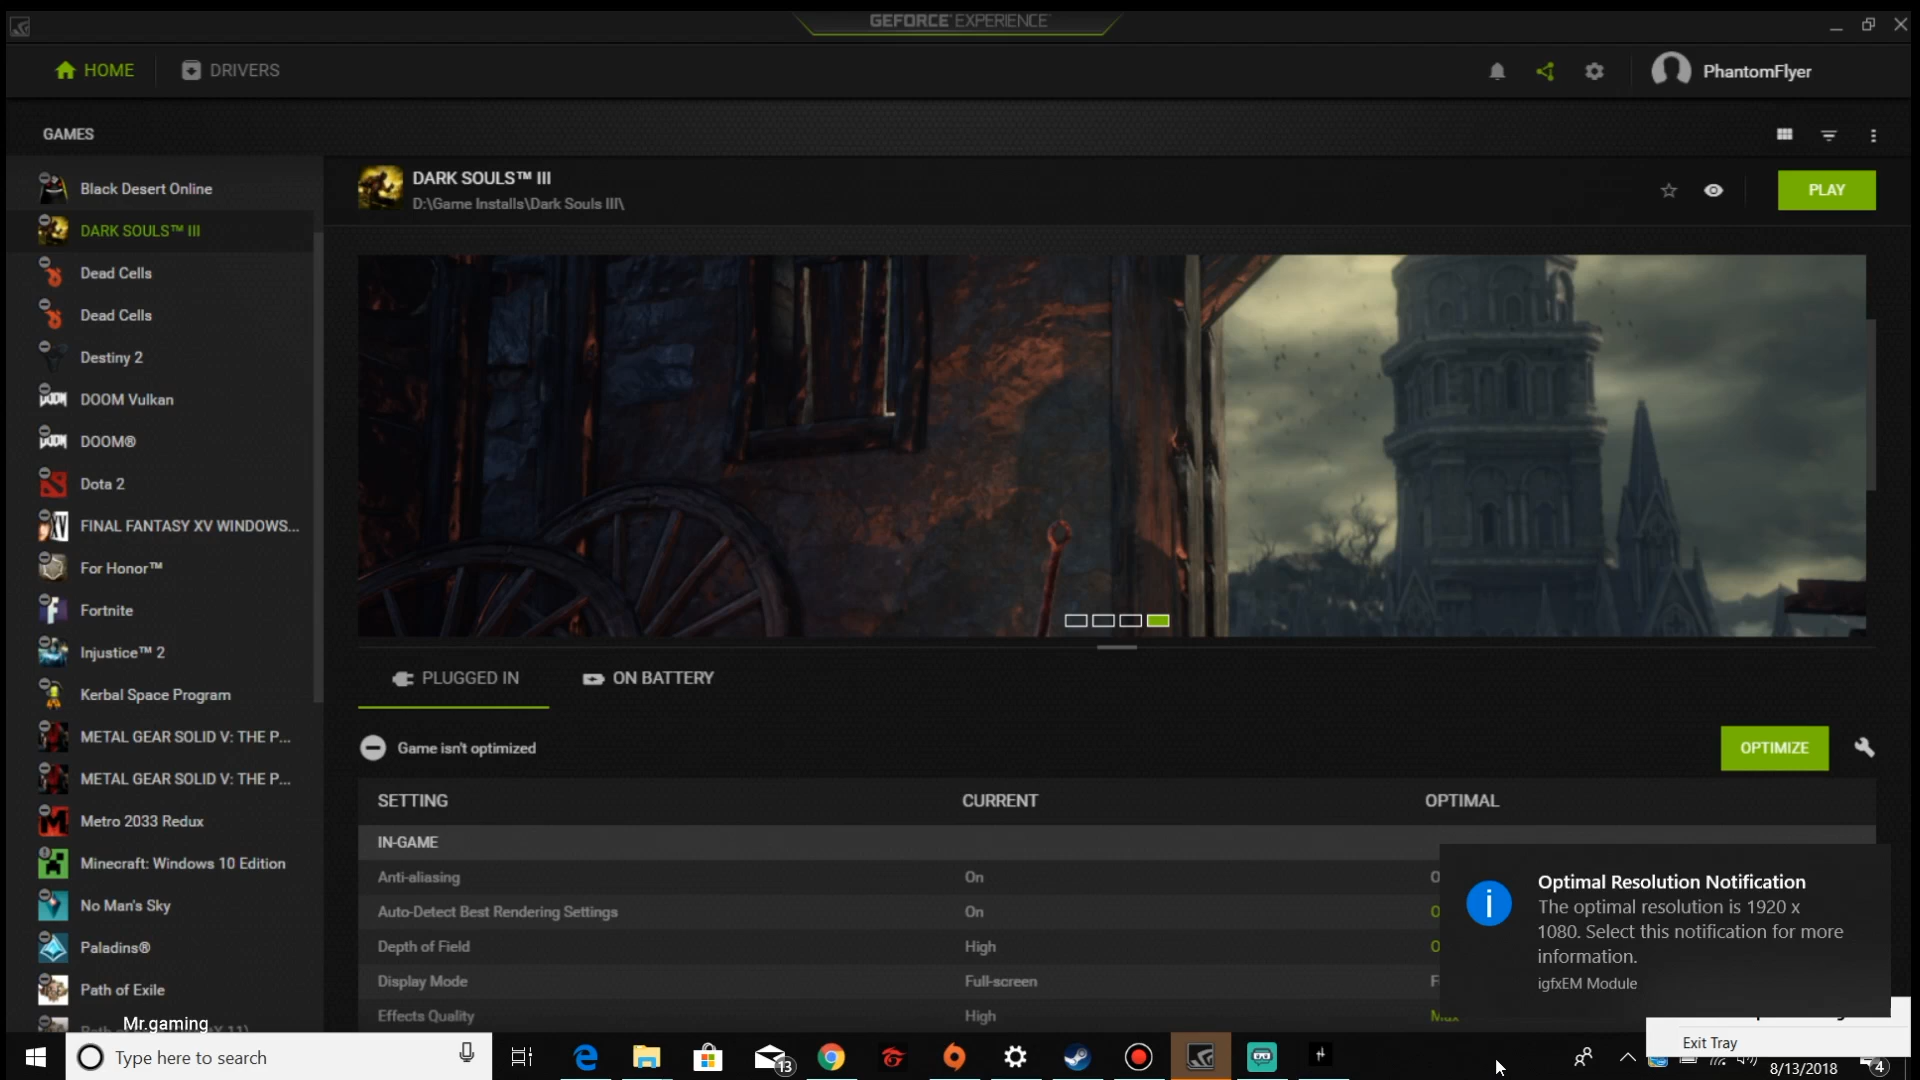 GEFORCE EXPERIENCE
HOME
DRIVERS
PhantomFlyer
GAMES
Black Desert Online
DARK SOULS™ III
Dead Cells
Dead Cells
Destiny 2
DOOM Vulkan
DOOM®
Dota 2
FINAL FANTASY XV WINDOWS...
For Honor™
Fortnite
Injustice™ 2
Kerbal Space Program
METAL GEAR SOLID V: THE P...
METAL GEAR SOLID V: THE P...
Metro 2033 Redux
Minecraft: Windows 10 Edition
No Man's Sky
Paladins®
Path of Exile
Mr.gaming
DARK SOULS™ III
D:\Game Installs\Dark Souls III\
PLAY
PLUGGED IN
ON BATTERY
Game isn't optimized
OPTIMIZE
SETTING CURRENT OPTIMAL
IN-GAME
Anti-aliasing On
Auto-Detect Best Rendering Settings On
Depth of Field High
Display Mode Full-screen
Effects Quality High
Optimal Resolution Notification
The optimal resolution is 1920 x
1080. Select this notification for more
information.
igfxEM Module
Exit Tray
Type here to search
13
8/13/2018
4